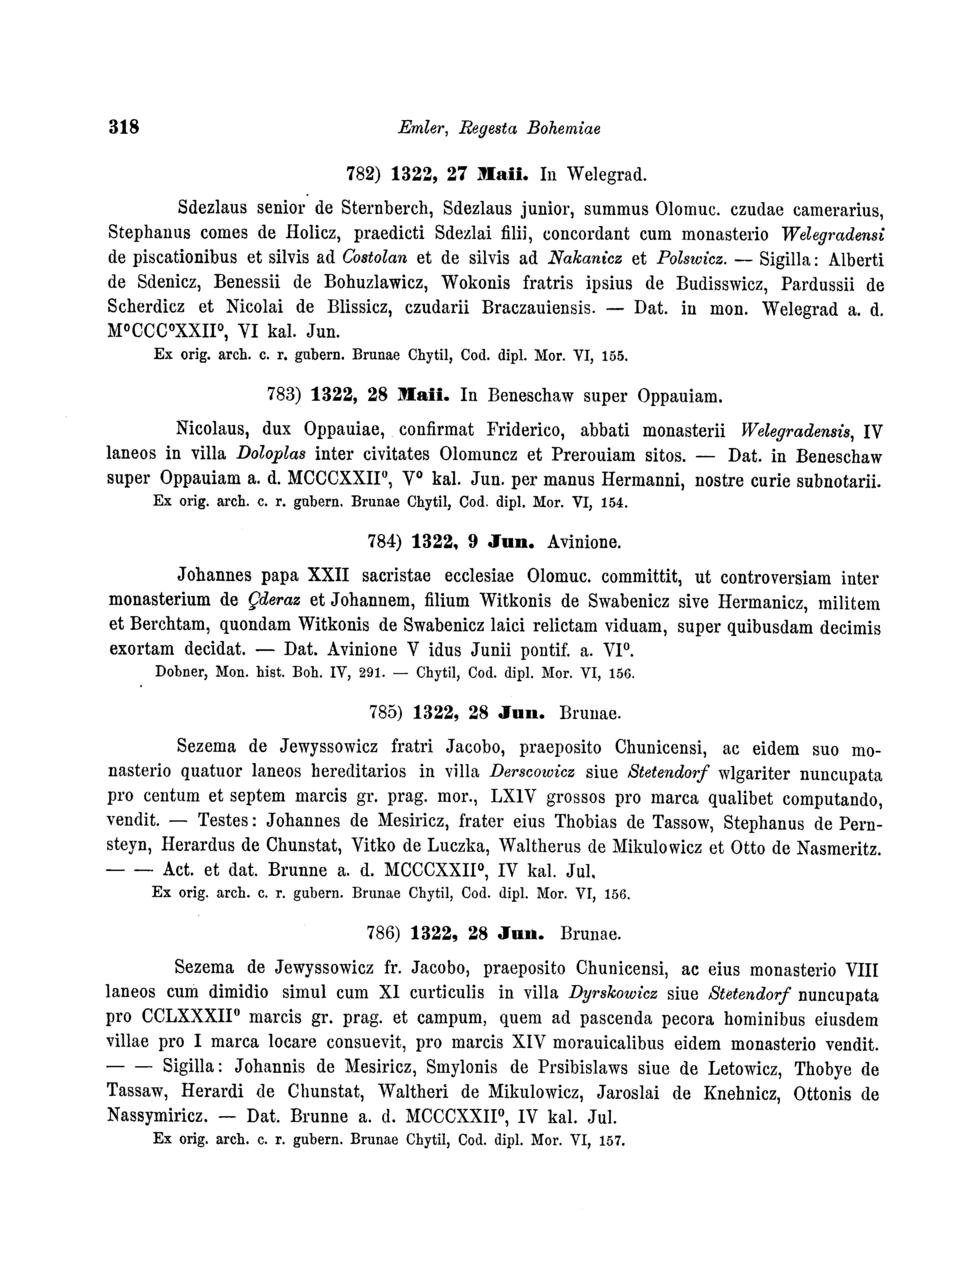 318 Emler, Regesta Bohemiae
782) 1322, 27 Maii. In Welegrad.
Sdezlaus senior de Sternberch, Sdezlaus junior, summus Olomuc. czudae camerarius,
Stephanus comes de Holicz, praedicti Sdezlai filii, concordant cum monasterio Welegradensi
de piscationibus et silvis ad Costolan et de silvis ad Nakanicz et Polswicz. — Sigilla: Alberti
de Sdenicz, Benessii de Bohuzlawicz, Wokonis fratris ipsius de Budisswicz, Pardussii de
Scherdicz et Nicolai de Blissicz, czudarii Braczauiensis. — Dat. in mon. Welegrad a. d.
M⁰CCC⁰XXII⁰, VI kal. Jun.
Ex orig. arch. c. r. gubern. Brunae Chytil, Cod. dipl. Mor. VI, 155.
783) 1322, 28 Maii. In Beneschaw super Oppauiam.
Nicolaus, dux Oppauiae, confirmat Friderico, abbati monasterii Welegradensis, IV
laneos in villa Doloplas inter civitates Olomuncz et Prerouiam sitos. — Dat. in Beneschaw
super Oppauiam a. d. MCCCXXII⁰, V⁰ kal. Jun. per manus Hermanni, nostre curie subnotarii.
Ex orig. arch. c. r. gubern. Brunae Chytil, Cod. dipl. Mor. VI, 154.
784) 1322, 9 Jun. Avinione.
Johannes papa XXII sacristae ecclesiae Olomuc. committit, ut controversiam inter
monasterium de Çderaz et Johannem, filium Witkonis de Swabenicz sive Hermanicz, militem
et Berchtam, quondam Witkonis de Swabenicz laici relictam viduam, super quibusdam decimis
exortam decidat. — Dat. Avinione V idus Junii pontif. a. VI⁰.
Dobner, Mon. hist. Boh. IV, 291. — Chytil, Cod. dipl. Mor. VI, 156.
785) 1322, 28 Jun. Brunae.
Sezema de Jewyssowicz fratri Jacobo, praeposito Chunicensi, ac eidem suo mo-
nasterio quatuor laneos hereditarios in villa Derscowicz siue Stetendorf wlgariter nuncupata
pro centum et septem marcis gr. prag. mor., LXIV grossos pro marca qualibet computando,
vendit. — Testes: Johannes de Mesiricz, frater eius Thobias de Tassow, Stephanus de Pern-
steyn, Herardus de Chunstat, Vitko de Luczka, Waltherus de Mikulowicz et Otto de Nasmeritz.
— — Act. et dat. Brunne a. d. MCCCXXII⁰, IV kal. Jul.
Ex orig. arch. c. r. gubern. Brunae Chytil, Cod. dipl. Mor. VI, 156.
786) 1322, 28 Jun. Brunae.
Sezema de Jewyssowicz fr. Jacobo, praeposito Chunicensi, ac eius monasterio VIII
laneos cum dimidio simul cum XI curticulis in villa Dyrskowicz siue Stetendorf nuncupata
pro CCLXXXII⁰ marcis gr. prag. et campum, quem ad pascenda pecora hominibus eiusdem
villae pro I marca locare consuevit, pro marcis XIV morauicalibus eidem monasterio vendit.
— — Sigilla: Johannis de Mesiricz, Smylonis de Prsibislaws siue de Letowicz, Thobye de
Tassaw, Herardi de Chunstat, Waltheri de Mikulowicz, Jaroslai de Knehnicz, Ottonis de
Nassymiricz. — Dat. Brunne a. d. MCCCXXII⁰, IV kal. Jul.
Ex orig. arch. c. r. gubern. Brunae Chytil, Cod. dipl. Mor. VI, 157.